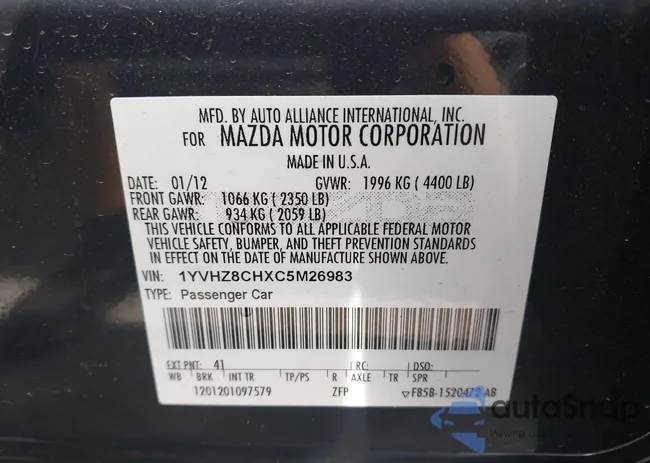 MFD. BY AUTO ALLIANCE INTERNATIONAL, INC.
FOR MAZDA MOTOR CORPORATION
MADE IN U.S.A.
DATE: 01/12 GVWR: 1996 KG ( 4400 LB)
FRONT GAWR: 1066 KG ( 2350 LB)
REAR GAWR: 934 KG ( 2059 LB)
THIS VEHICLE CONFORMS TO ALL APPLICABLE FEDERAL MOTOR
VEHICLE SAFETY, BUMPER, AND THEFT PREVENTION STANDARDS
IN EFFECT ON THE DATE OF MANUFACTURE SHOWN ABOVE.
VIN: 1YVHZ8CHXC5M26983
TYPE: Passenger Car
EXT PNT: 41 RC: DSO:
WB BRK INT TR TP/PS R AXLE TR SPR
1201201097579 ZFP ▽F85B-1520472-AB
autoSnap